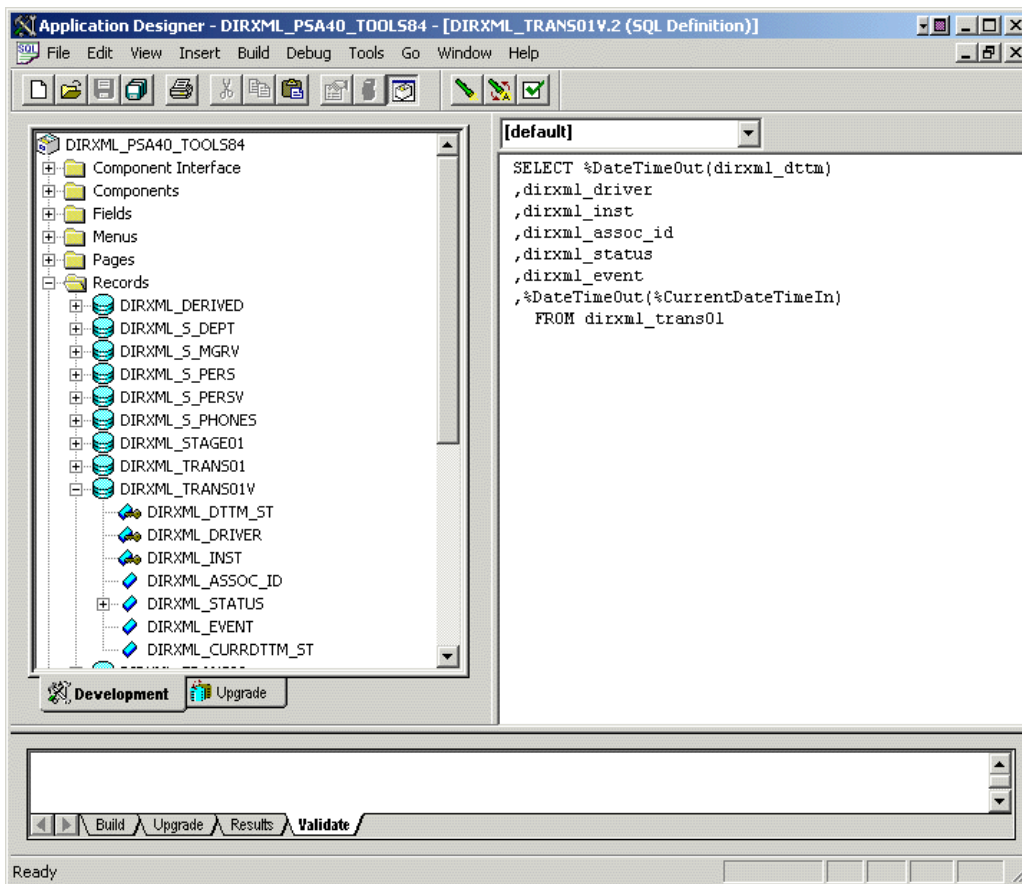 Application Designer - DIRXML_PSA40_TOOLS84 - [DIRXML_TRANS01V.2 (SQL Definition)]
SQL File Edit View Insert Build Debug Tools Go Window Help
DIRXML_PSA40_TOOLS84
Component Interface
Components
Fields
Menus
Pages
Records
DIRXML_DERIVED
DIRXML_S_DEPT
DIRXML_S_MGRV
DIRXML_S_PERS
DIRXML_S_PERSV
DIRXML_S_PHONES
DIRXML_STAGE01
DIRXML_TRANS01
DIRXML_TRANS01V
DIRXML_DTTM_ST
DIRXML_DRIVER
DIRXML_INST
DIRXML_ASSOC_ID
DIRXML_STATUS
DIRXML_EVENT
DIRXML_CURRDTTM_ST
Development Upgrade
[default]
SELECT %DateTimeOut(dirxml_dttm)
,dirxml_driver
,dirxml_inst
,dirxml_assoc_id
,dirxml_status
,dirxml_event
,%DateTimeOut(%CurrentDateTimeIn)
FROM dirxml_trans01
Build Upgrade Results Validate
Ready